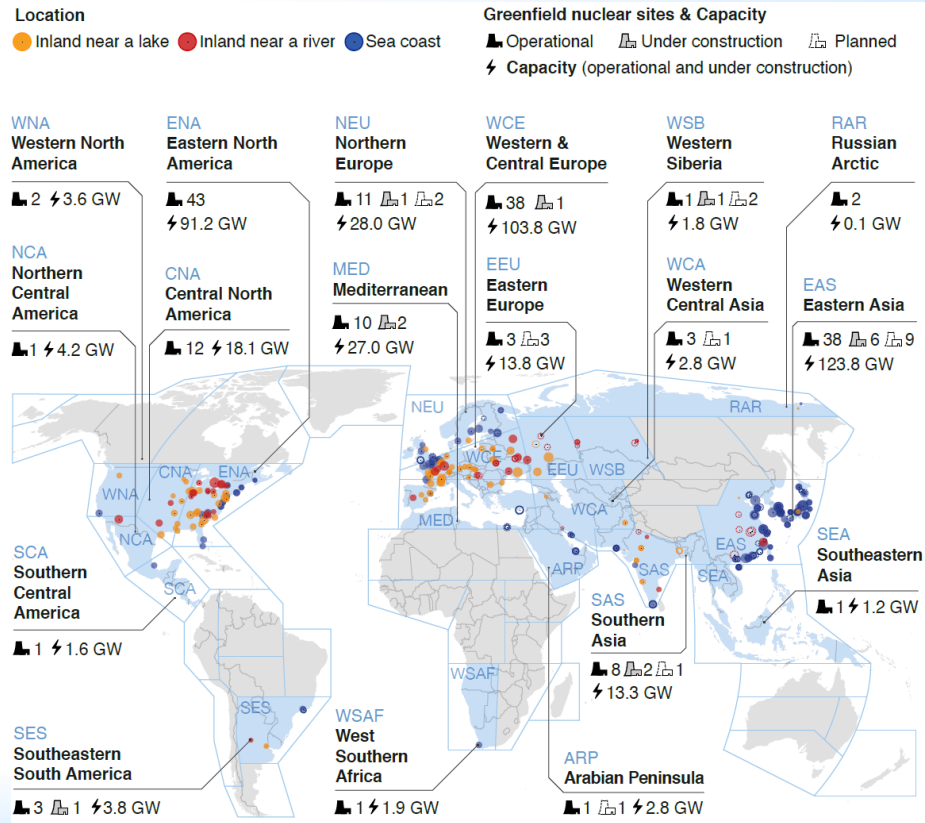 Location
Inland near a lake Inland near a river Sea coast
Greenfield nuclear sites & Capacity
Operational Under construction Planned
Capacity (operational and under construction)
WNA
Western North
America
2 3.6 GW
ENA
Eastern North
America
43
91.2 GW
NEU
Northern
Europe
11 1 2
28.0 GW
WCE
Western &
Central Europe
38 1
103.8 GW
WSB
Western
Siberia
1 1 2
1.8 GW
RAR
Russian
Arctic
2
0.1 GW
NCA
Northern
Central
America
1 4.2 GW
CNA
Central North
America
12 18.1 GW
MED
Mediterranean
10 2
27.0 GW
EEU
Eastern
Europe
3 3
13.8 GW
WCA
Western
Central Asia
3 1
2.8 GW
EAS
Eastern Asia
38 6 9
123.8 GW
NEU
RAR
CNA
ENA
WCE
EEU
WSB
WNA
WCA
MED
NCA
EAS
ARP
SAS
SEA
SCA
WSAF
SES
SCA
Southern
Central
America
1 1.6 GW
SEA
Southeastern
Asia
1 1.2 GW
SAS
Southern
Asia
8 2 1
13.3 GW
SES
Southeastern
South America
3 1 3.8 GW
WSAF
West
Southern
Africa
1 1.9 GW
ARP
Arabian Peninsula
1 1 2.8 GW